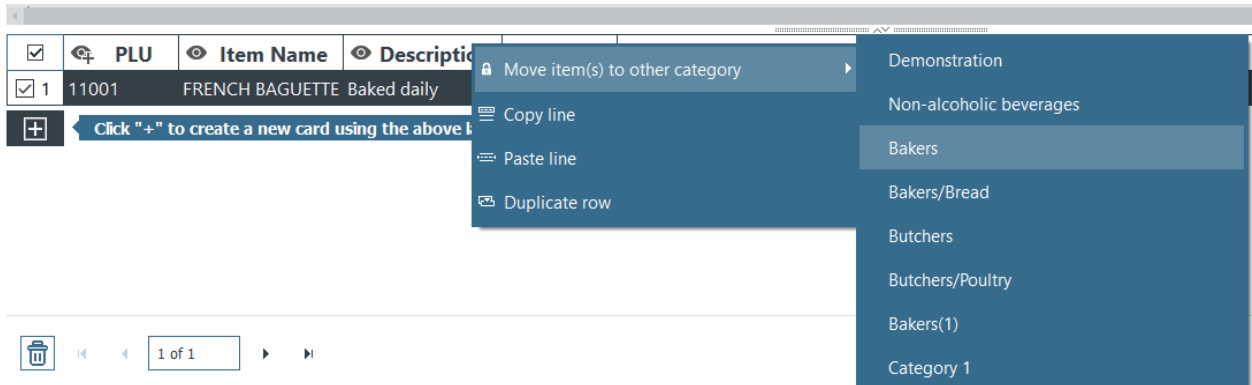 PLU Item Name Descriptio
1 11001 FRENCH BAGUETTE Baked daily
Click "+" to create a new card using the above l
Move item(s) to other category
Copy line
Paste line
Duplicate row
Demonstration
Non-alcoholic beverages
Bakers
Bakers/Bread
Butchers
Butchers/Poultry
Bakers(1)
Category 1
1 of 1